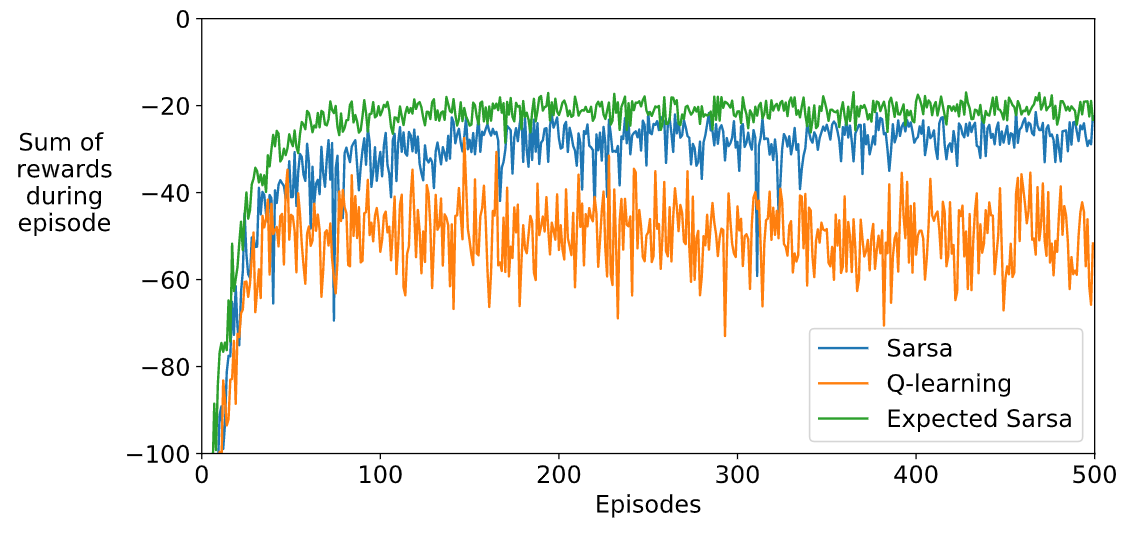 0
−20
−40
−60
−80
−100
Sum of
rewards
during
episode
0 100 200 300 400 500
Episodes
Sarsa
Q-learning
Expected Sarsa